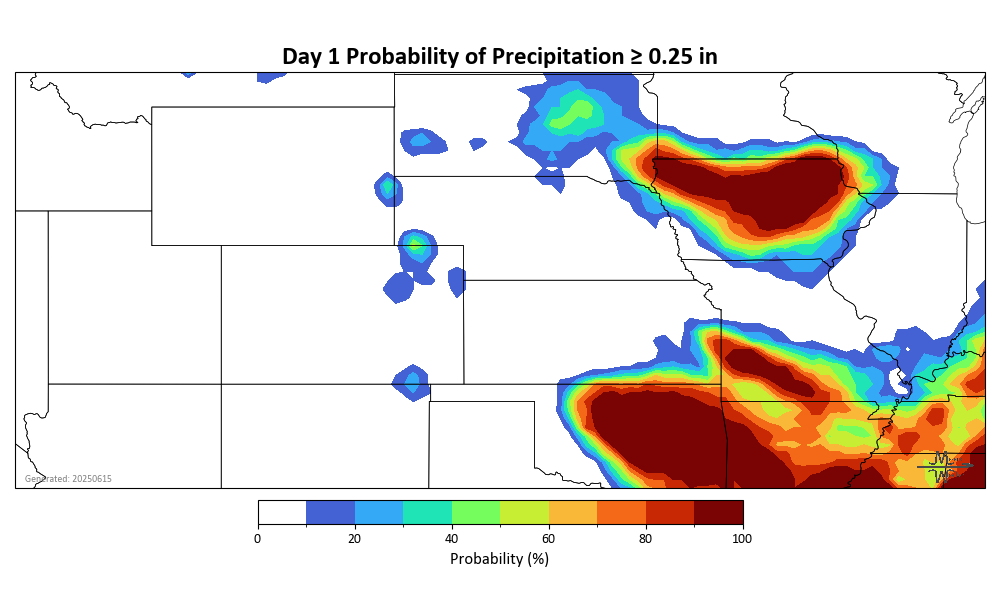 Day 1 Probability of Precipitation ≥ 0.25 in
Generated: 20250615
0 20 40 60 80 100
Probability (%)